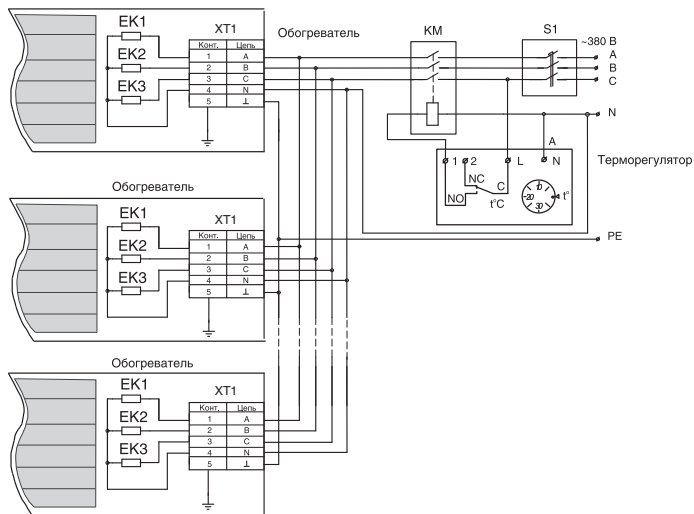 EK1
EK2
EK3
XT1
Конт. Цепь
1 A
2 B
3 C
4 N
5 ⊥
Обогреватель
KM
S1
~380 В
A
B
C
N
A
1 2 L N
NC
NO
C
t°C
10
-20
30
t°
Терморегулятор
PE
Обогреватель
EK1
EK2
EK3
XT1
Конт. Цепь
1 A
2 B
3 C
4 N
5 ⊥
Обогреватель
EK1
EK2
EK3
XT1
Конт. Цепь
1 A
2 B
3 C
4 N
5 ⊥